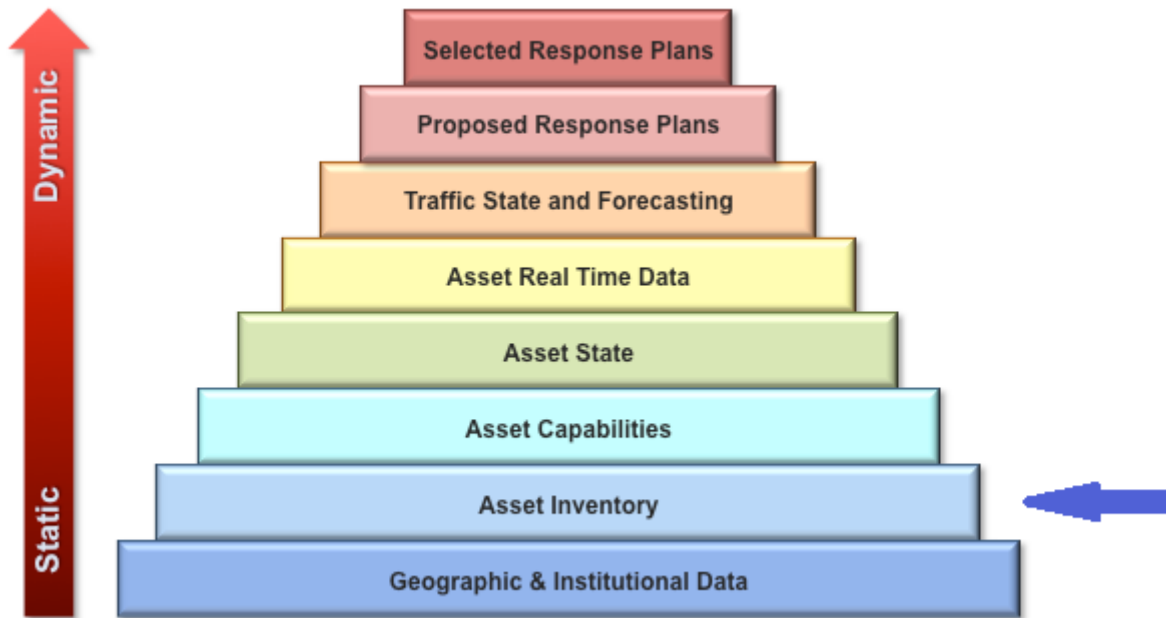 Dynamic
Static
Selected Response Plans
Proposed Response Plans
Traffic State and Forecasting
Asset Real Time Data
Asset State
Asset Capabilities
Asset Inventory
Geographic & Institutional Data